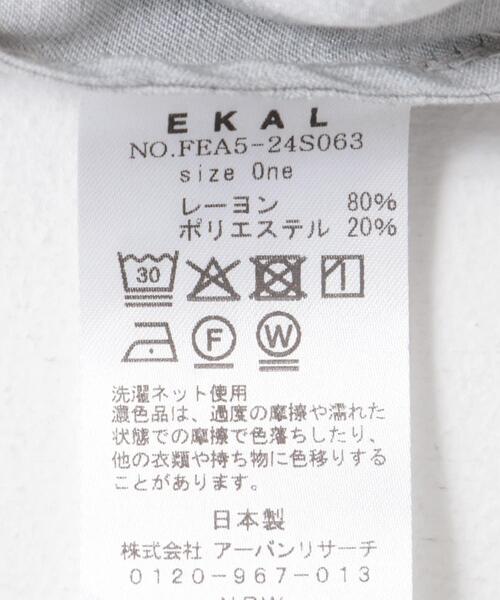 EKAL
NO.FEA5-24S063
size One
レーヨン 80%
ポリエステル 20%
30
F W
洗濯ネット使用
濃色品は、過度の摩擦や濡れた
状態での摩擦で色落ちしたり、
他の衣類や持ち物に色移りする
ことがあります。
日本製
株式会社 アーバンリサーチ
0120-967-013